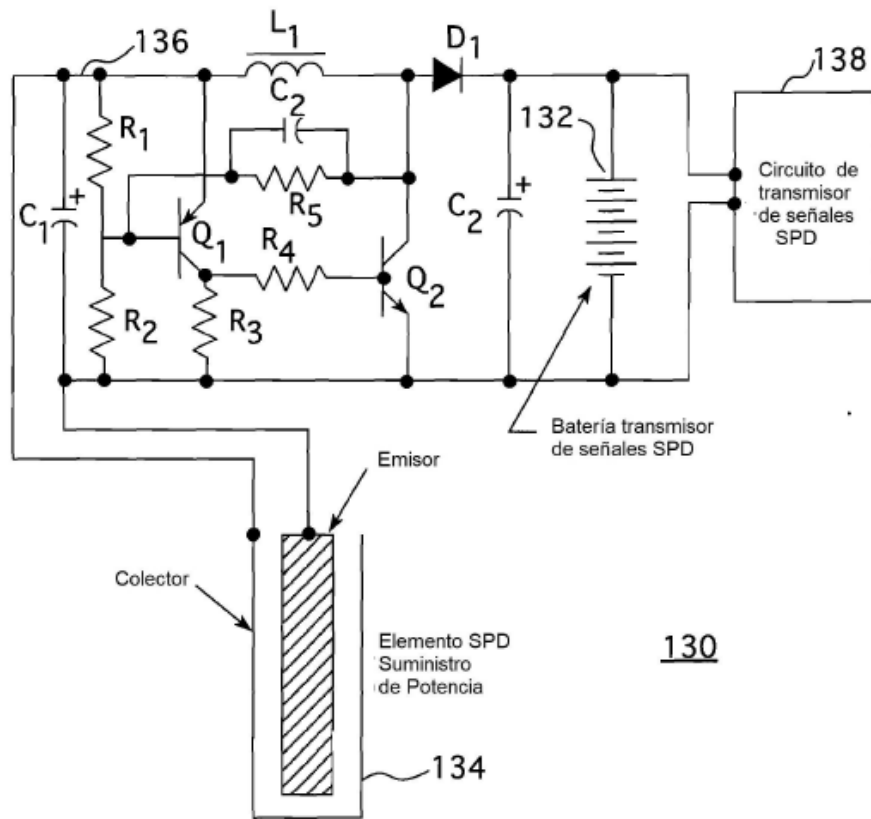 136
L1
D1
138
C2
R1
132
Circuito de
transmisor
de señales
SPD
+
C1
R5
+
C2
Q1
R4
Q2
R2
R3
Batería transmisor
de señales SPD
Emisor
Colector
Elemento SPD
Suministro
de Potencia
130
134